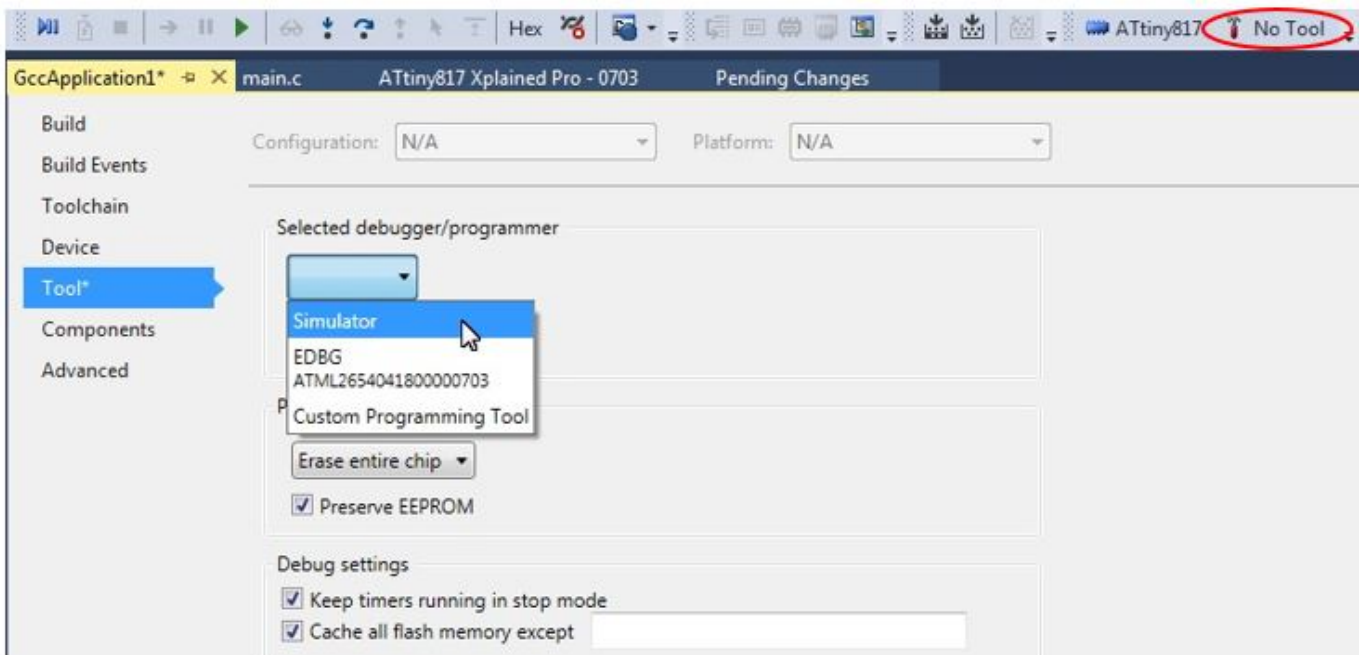 Hex ATtiny817 No Tool
GccApplication1* main.c ATtiny817 Xplained Pro - 0703 Pending Changes
Build
Configuration: N/A Platform: N/A
Build Events
Toolchain
Selected debugger/programmer
Device
Tool*
Simulator
Components
EDBG
Advanced
ATML2654041800000703
P
Custom Programming Tool
Erase entire chip
Preserve EEPROM
Debug settings
Keep timers running in stop mode
Cache all flash memory except